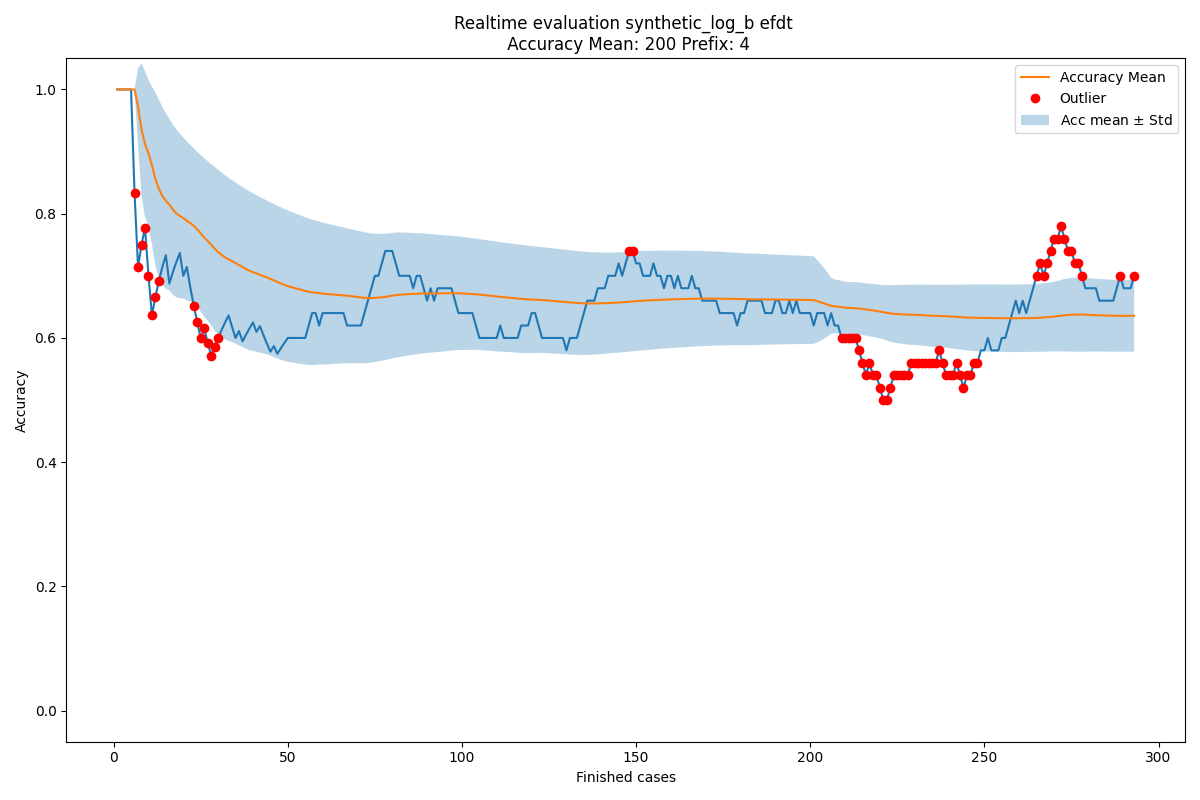 Realtime evaluation synthetic_log_b efdt
Accuracy Mean: 200 Prefix: 4
Accuracy Mean
Outlier
Acc mean ± Std
1.0
0.8
0.6
0.4
0.2
0.0
Accuracy
0 50 100 150 200 250 300
Finished cases